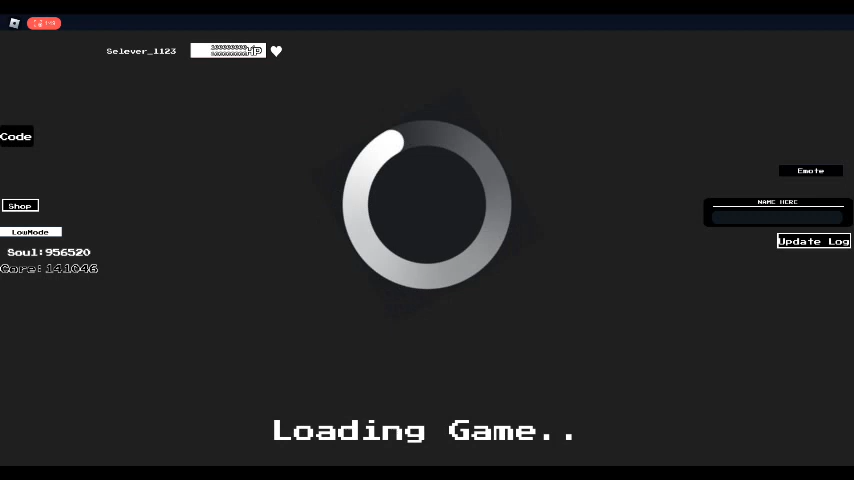 Selever_1123
HP
Code
Emote
Shop
NAME HERE
LowMode
Update Log
Soul:956520
Core:141046
Loading Game..